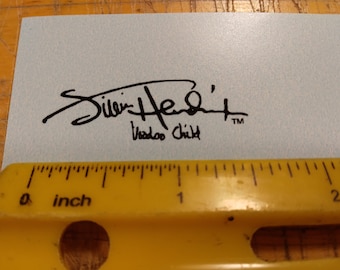 Jimi Hendrix™
Voodoo Child
0 inch 1 2